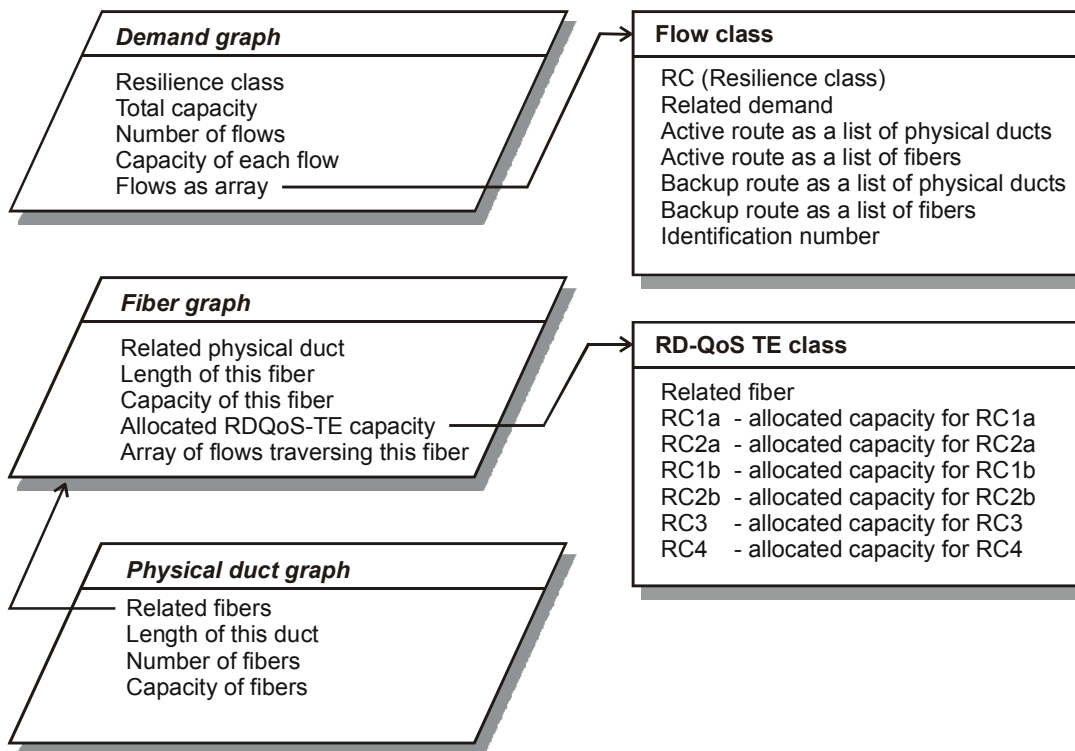 Demand graph
Resilience class
Total capacity
Number of flows
Capacity of each flow
Flows as array
Flow class
RC (Resilience class)
Related demand
Active route as a list of physical ducts
Active route as a list of fibers
Backup route as a list of physical ducts
Backup route as a list of fibers
Identification number
Fiber graph
Related physical duct
Length of this fiber
Capacity of this fiber
Allocated RDQoS-TE capacity
Array of flows traversing this fiber
RD-QoS TE class
Related fiber
RC1a - allocated capacity for RC1a
RC2a - allocated capacity for RC2a
RC1b - allocated capacity for RC1b
RC2b - allocated capacity for RC2b
RC3 - allocated capacity for RC3
RC4 - allocated capacity for RC4
Physical duct graph
Related fibers
Length of this duct
Number of fibers
Capacity of fibers